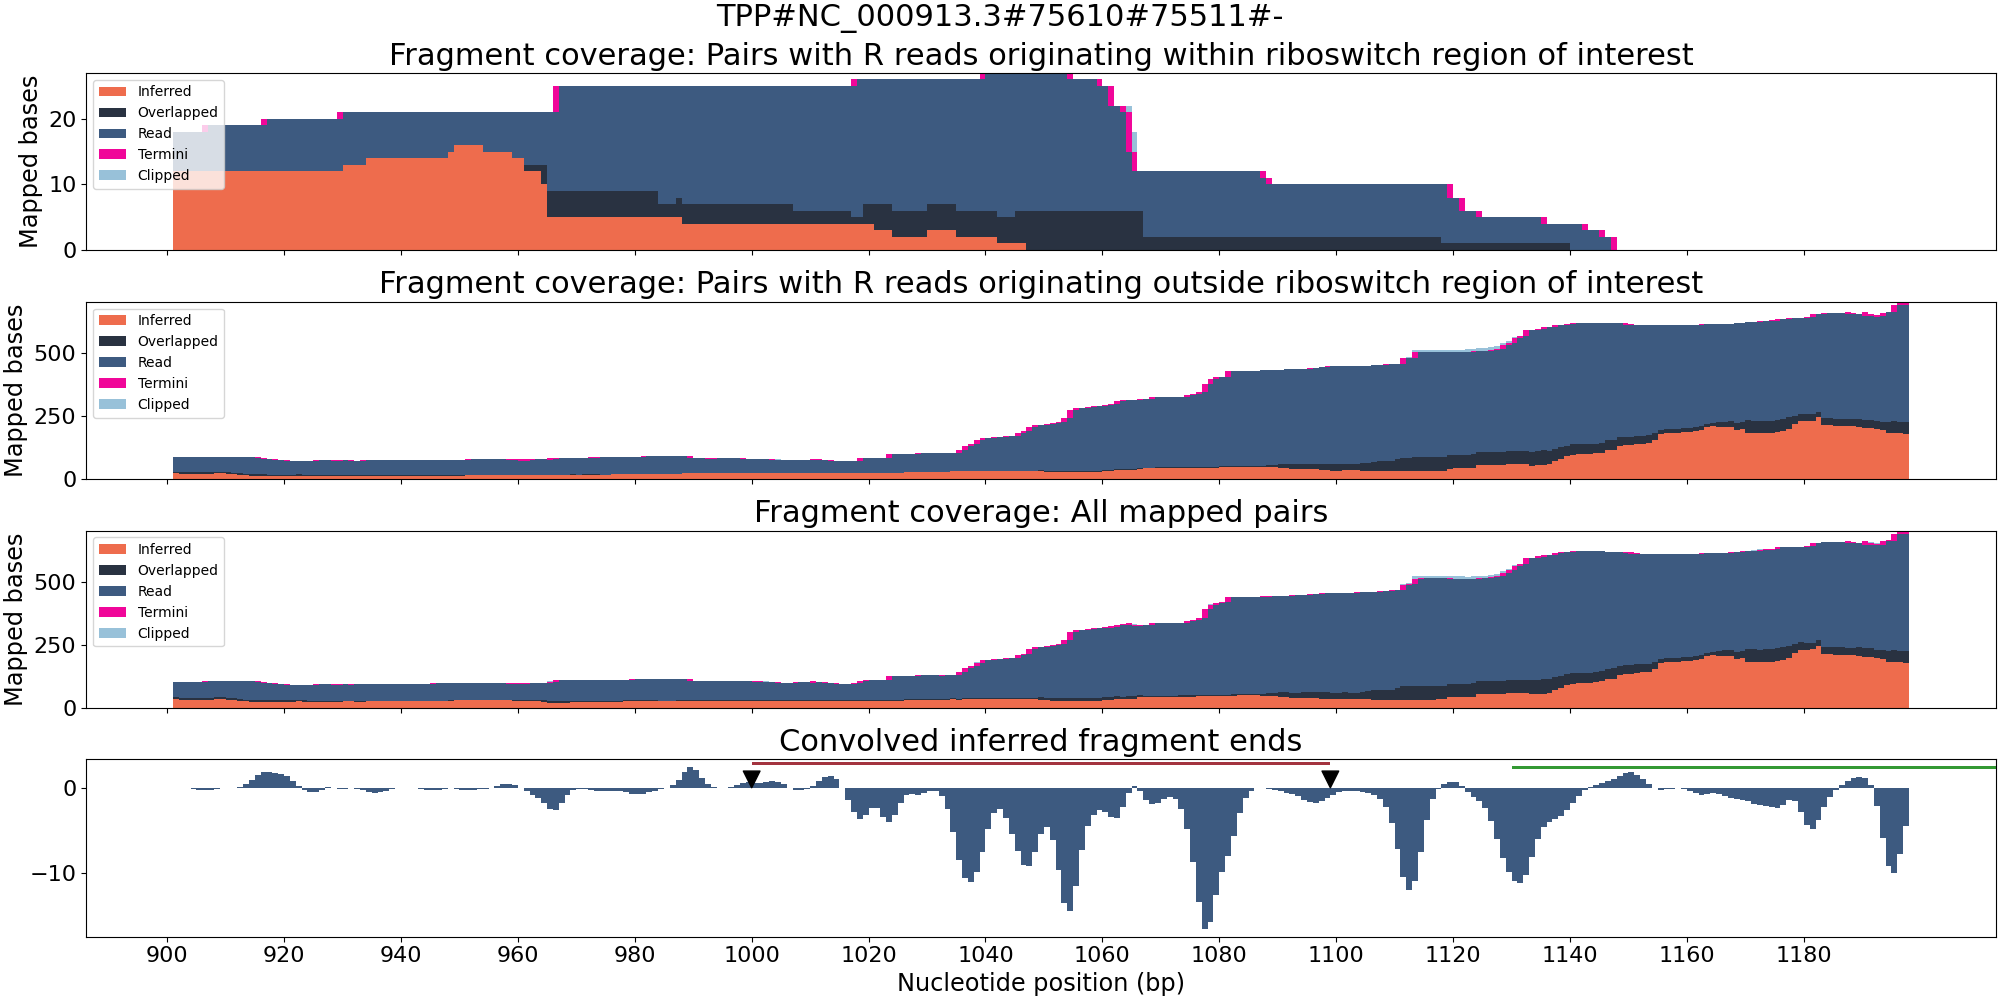 TPP#NC_000913.3#75610#75511#-
Fragment coverage: Pairs with R reads originating within riboswitch region of interest
Mapped bases
20
10
0
Inferred
Overlapped
Read
Termini
Clipped
Fragment coverage: Pairs with R reads originating outside riboswitch region of interest
Mapped bases
500
250
0
Inferred
Overlapped
Read
Termini
Clipped
Fragment coverage: All mapped pairs
Mapped bases
500
250
0
Inferred
Overlapped
Read
Termini
Clipped
Convolved inferred fragment ends
0
−10
900 920 940 960 980 1000 1020 1040 1060 1080 1100 1120 1140 1160 1180
Nucleotide position (bp)